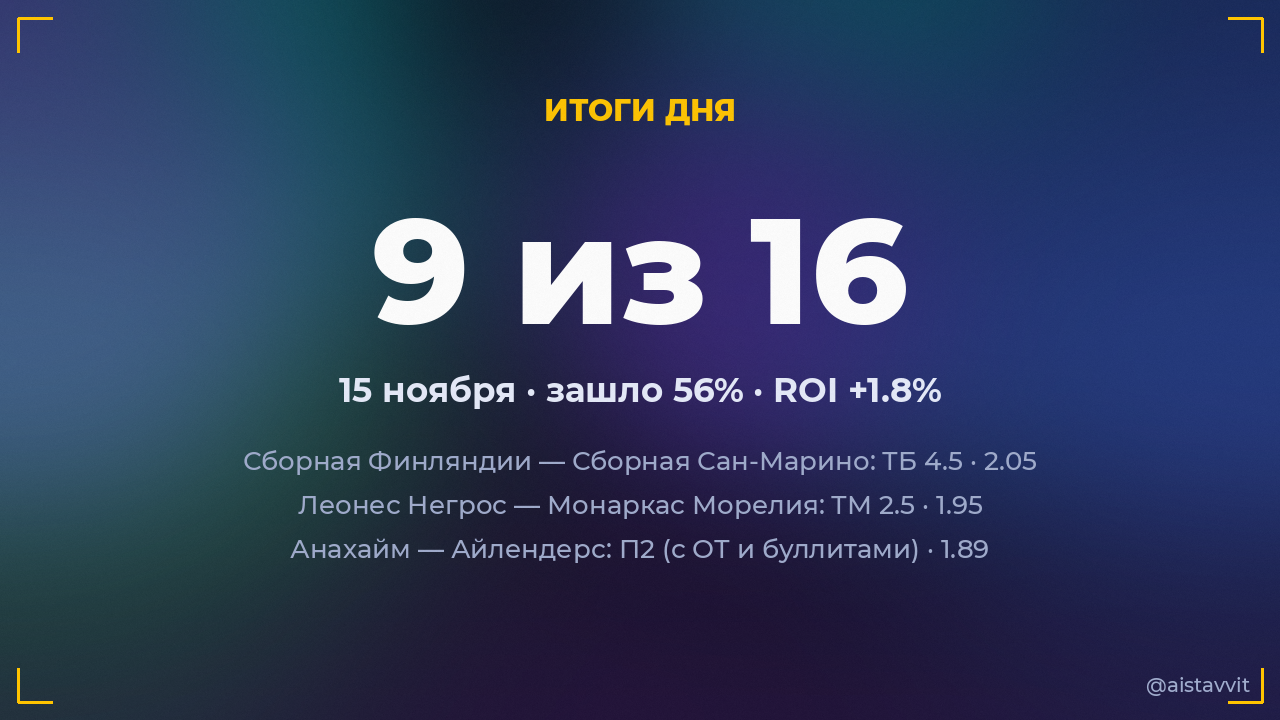 ИТОГИ ДНЯ
9 из 16
15 ноября · зашло 56% · ROI +1.8%
Сборная Финляндии — Сборная Сан-Марино: ТБ 4.5 · 2.05
Леонес Негрос — Монаркас Морелия: ТМ 2.5 · 1.95
Анахайм — Айлендерс: П2 (с ОТ и буллитами) · 1.89
@aistavvit